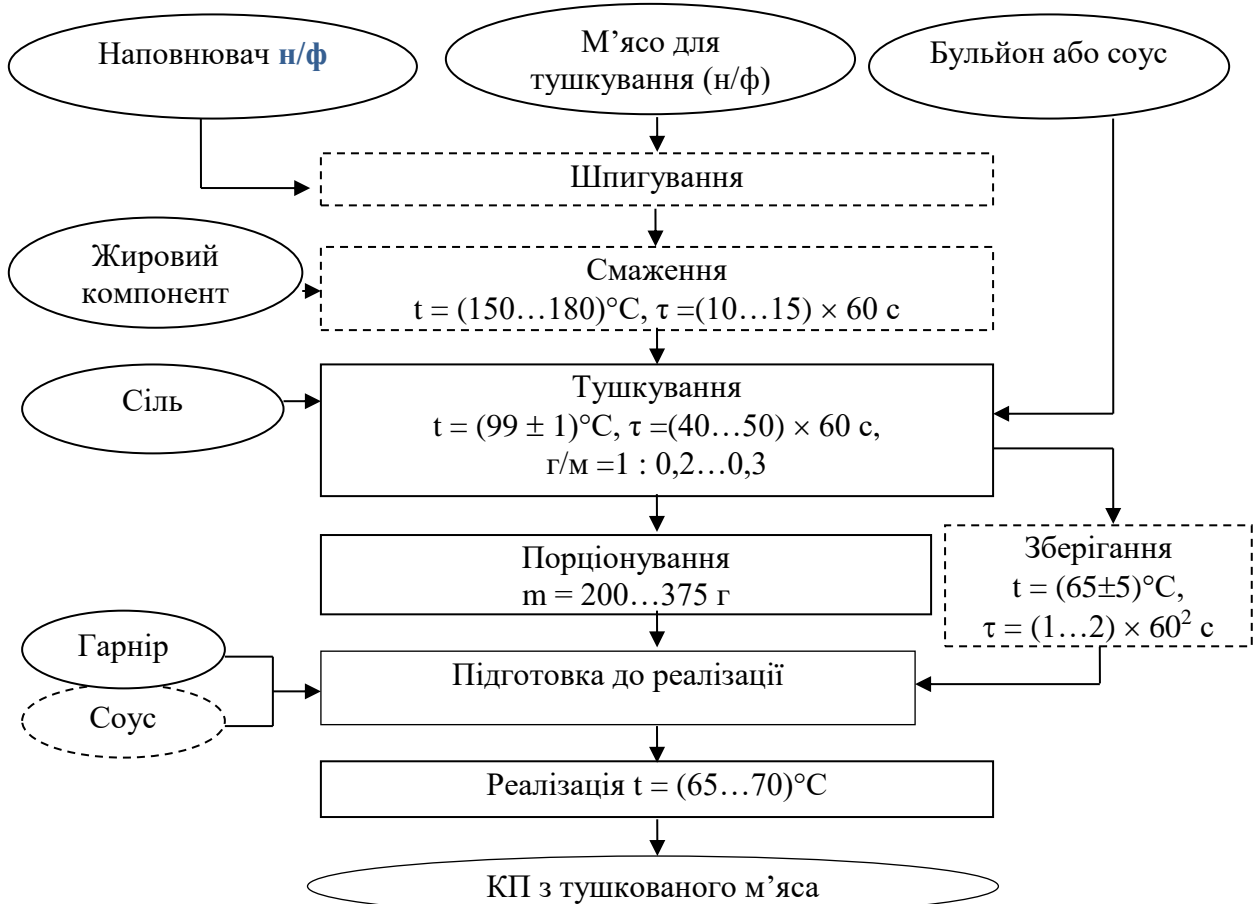 Наповнювач н/ф
М’ясо для
тушкування (н/ф)
Бульйон або соус
Шпигування
Жировий
компонент
Смаження
t = (150…180)°С, τ =(10…15) × 60 с
Сіль
Тушкування
t = (99 ± 1)°С, τ =(40…50) × 60 с,
г/м =1 : 0,2…0,3
Порціонування
m = 200…375 г
Зберігання
t = (65±5)°С,
τ = (1…2) × 60² с
Гарнір
Соус
Підготовка до реалізації
Реалізація t = (65…70)°С
КП з тушкованого м’яса